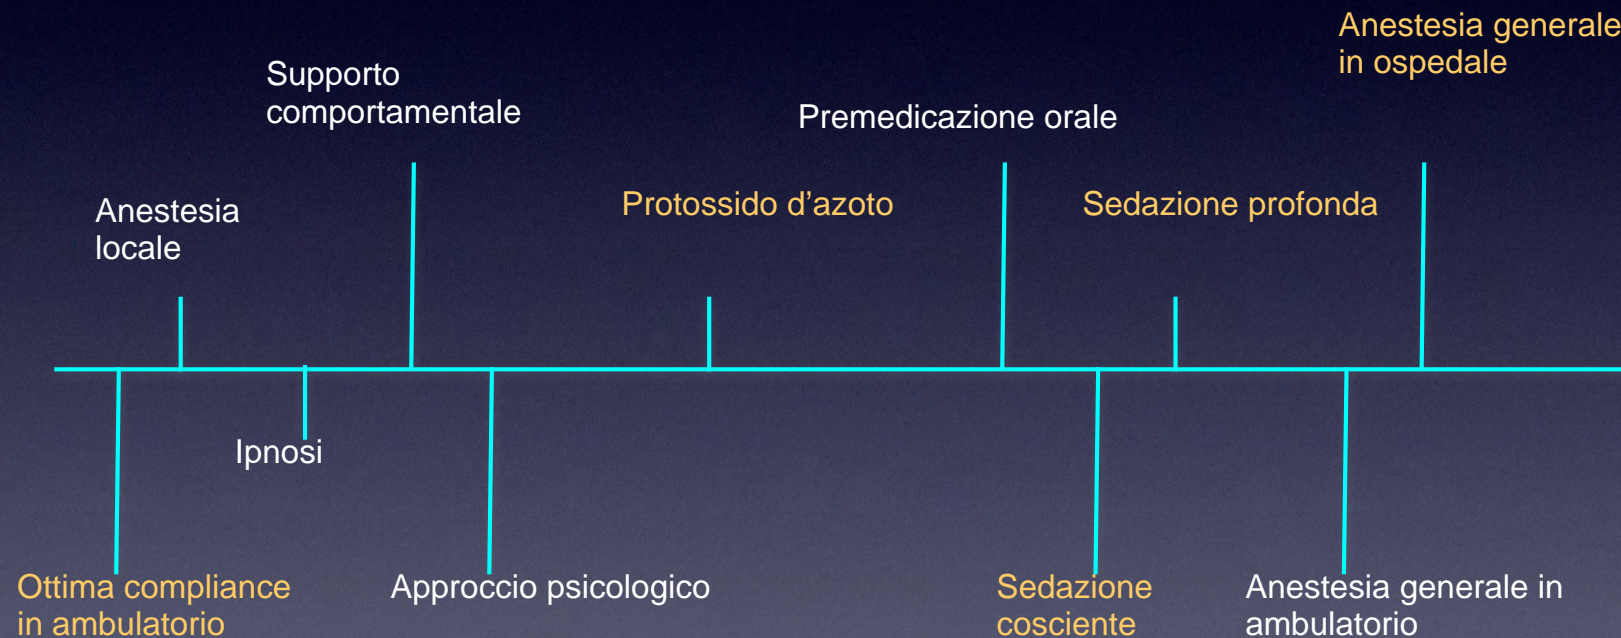 Anestesia generale
in ospedale
Supporto
comportamentale
Premedicazione orale
Anestesia
locale
Protossido d'azoto
Sedazione profonda
Ipnosi
Ottima compliance
in ambulatorio
Approccio psicologico
Sedazione
cosciente
Anestesia generale in
ambulatorio